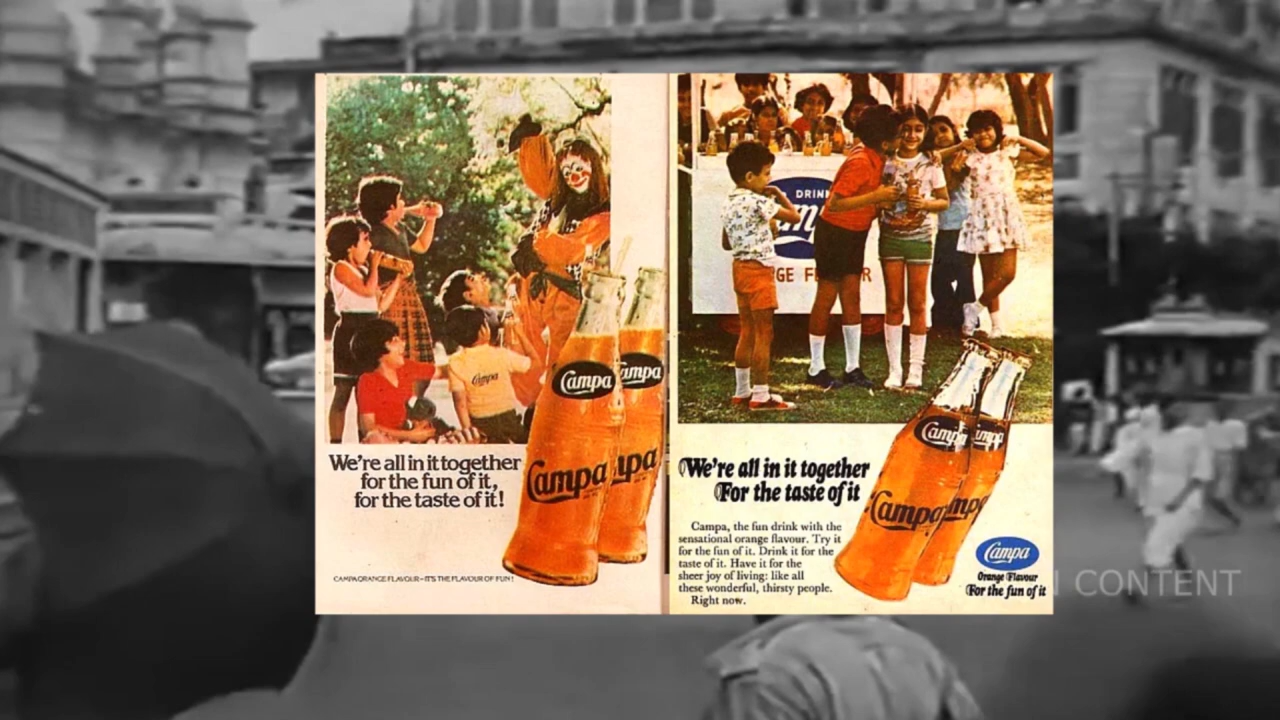 Campa
Campa
Campa
Campa
We're all in it together
for the fun of it,
for the taste of it!
CAMPA ORANGE FLAVOUR-IT'S THE FLAVOUR OF FUN!
DRINK
We're all in it together
For the taste of it
Campa
Campa
Campa, the fun drink with the
sensational orange flavour. Try it
for the fun of it. Drink it for the
taste of it. Have it for the
sheer joy of living: like all
these wonderful, thirsty people.
Right now.
Campa
Orange Flavour
For the fun of it
CONTENT